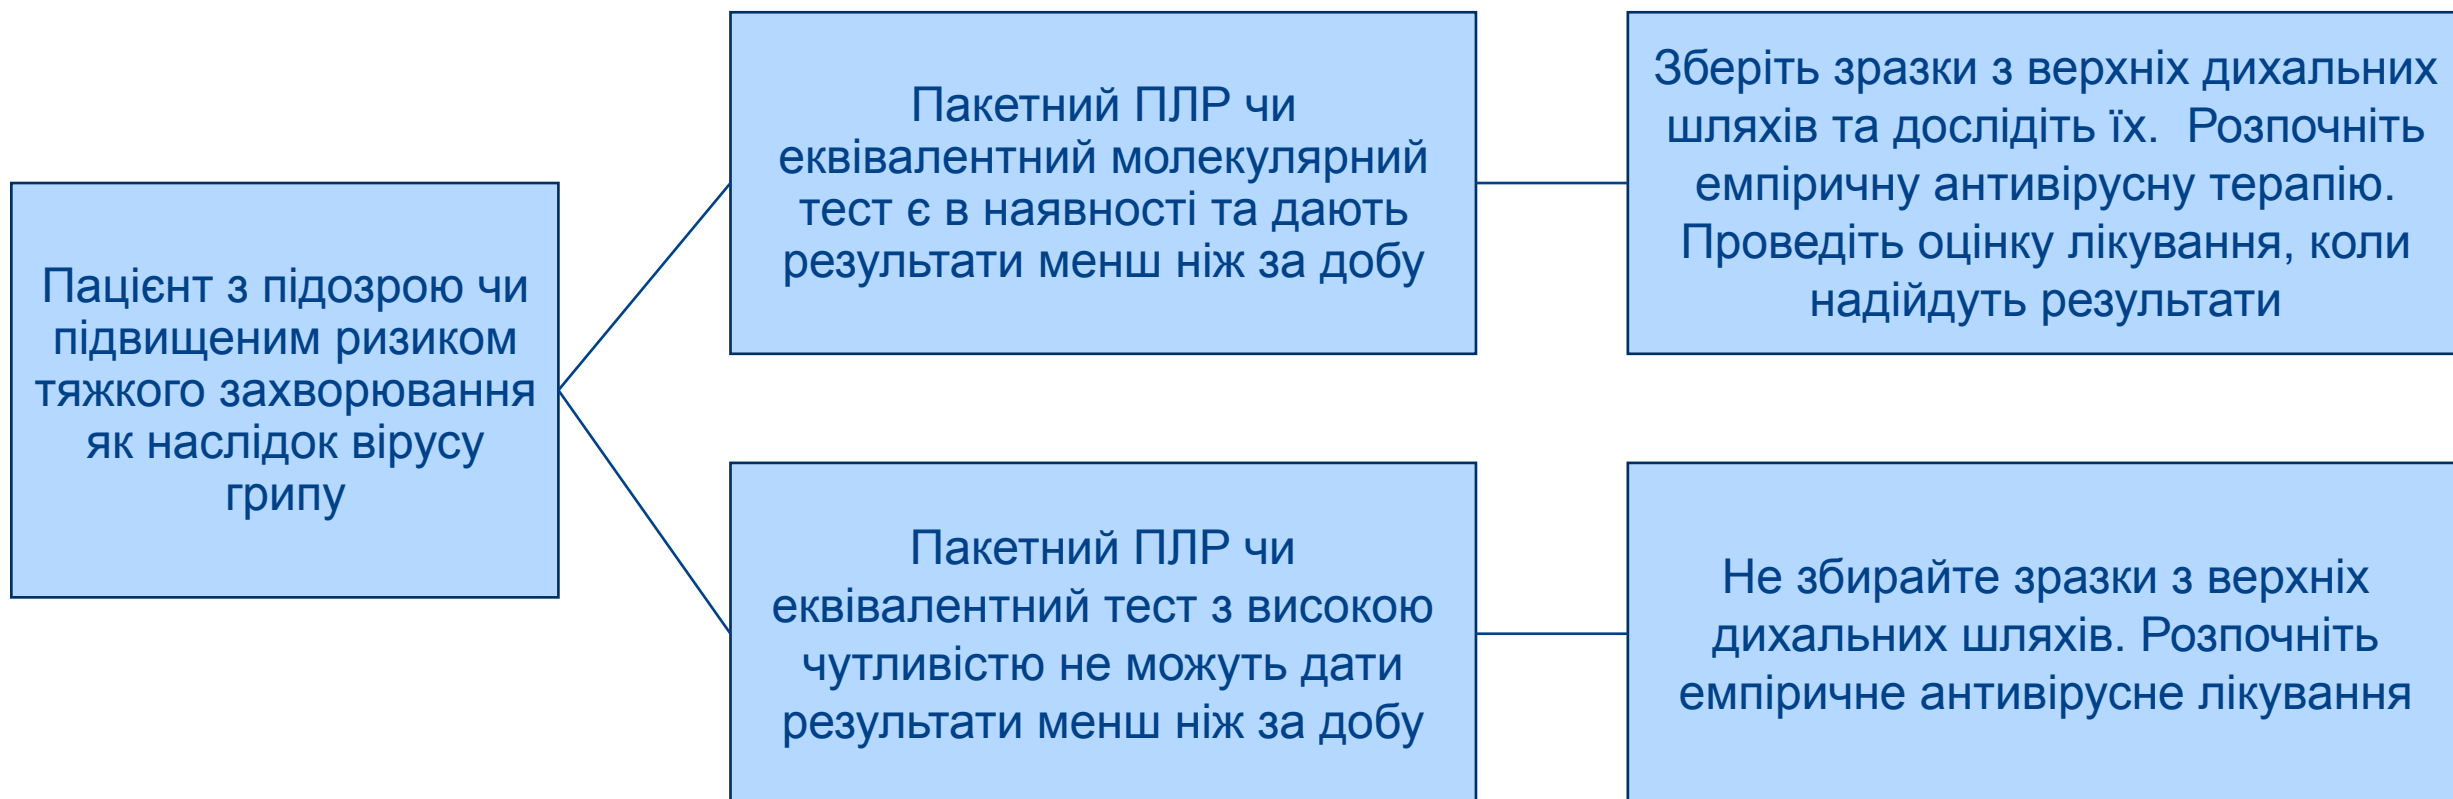 Пацієнт з підозрою чи
підвищеним ризиком
тяжкого захворювання
як наслідок вірусу
грипу
Пакетний ПЛР чи
еквівалентний молекулярний
тест є в наявності та дають
результати менш ніж за добу
Зберіть зразки з верхніх дихальних
шляхів та дослідіть їх.  Розпочніть
емпіричну антивірусну терапію.
Проведіть оцінку лікування, коли
надійдуть результати
Пакетний ПЛР чи
еквівалентний тест з високою
чутливістю не можуть дати
результати менш ніж за добу
Не збирайте зразки з верхніх
дихальних шляхів. Розпочніть
емпіричне антивірусне лікування